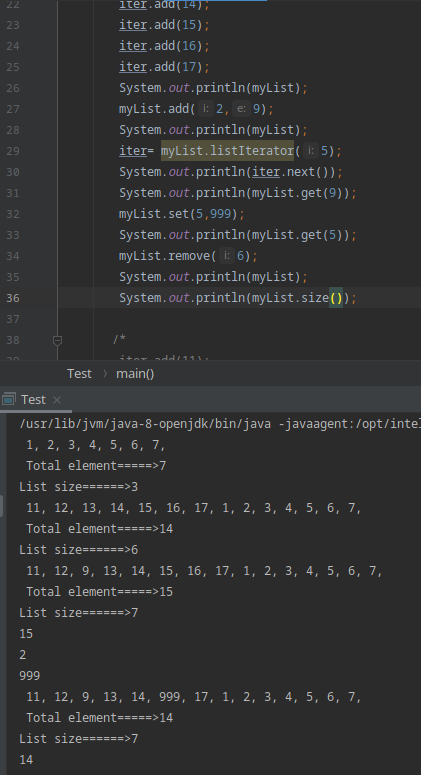 22 iter.add(14);
23 iter.add(15);
24 iter.add(16);
25 iter.add(17);
26 System.out.println(myList);
27 myList.add( i: 2, e: 9);
28 System.out.println(myList);
29 iter= myList.listIterator( i: 5);
30 System.out.println(iter.next());
31 System.out.println(myList.get(9));
32 myList.set(5,999);
33 System.out.println(myList.get(5));
34 myList.remove( i: 6);
35 System.out.println(myList);
36 System.out.println(myList.size());
37
38 /*
39 iter.add(11);
Test › main()
Test ×
/usr/lib/jvm/java-8-openjdk/bin/java -javaagent:/opt/intel
1, 2, 3, 4, 5, 6, 7,
Total element=====>7
List size======>3
11, 12, 13, 14, 15, 16, 17, 1, 2, 3, 4, 5, 6, 7,
Total element=====>14
List size======>6
11, 12, 9, 13, 14, 15, 16, 17, 1, 2, 3, 4, 5, 6, 7,
Total element=====>15
List size======>7
15
2
999
11, 12, 9, 13, 14, 999, 17, 1, 2, 3, 4, 5, 6, 7,
Total element=====>14
List size======>7
14